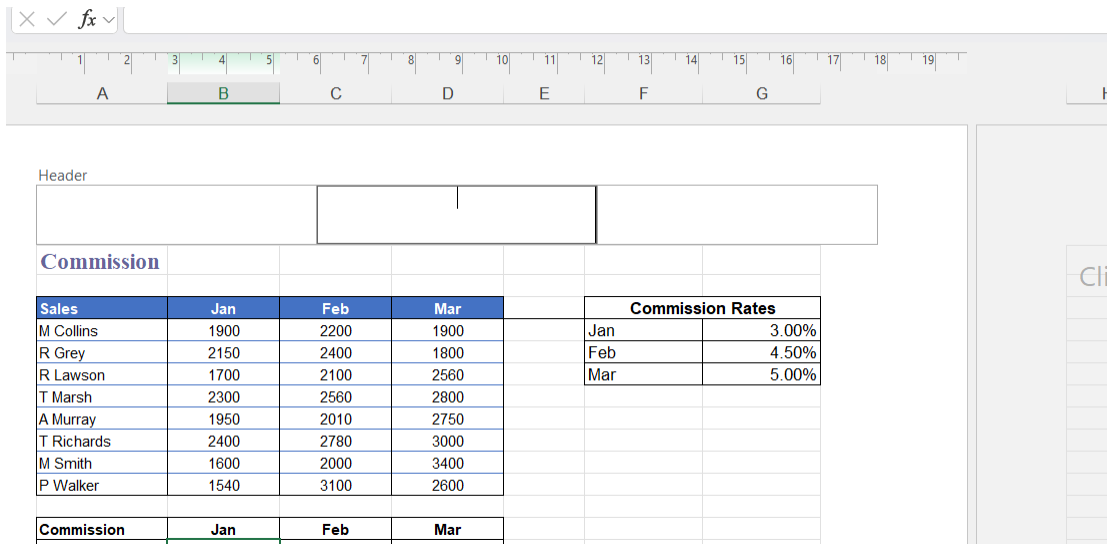 fx
1 2 3 4 5 6 7 8 9 10 11 12 13 14 15 16 17 18 19
A B C D E F G
Header
Commission
Cli
Sales Jan Feb Mar Commission Rates
M Collins 1900 2200 1900 Jan 3.00%
R Grey 2150 2400 1800 Feb 4.50%
R Lawson 1700 2100 2560 Mar 5.00%
T Marsh 2300 2560 2800
A Murray 1950 2010 2750
T Richards 2400 2780 3000
M Smith 1600 2000 3400
P Walker 1540 3100 2600
Commission Jan Feb Mar